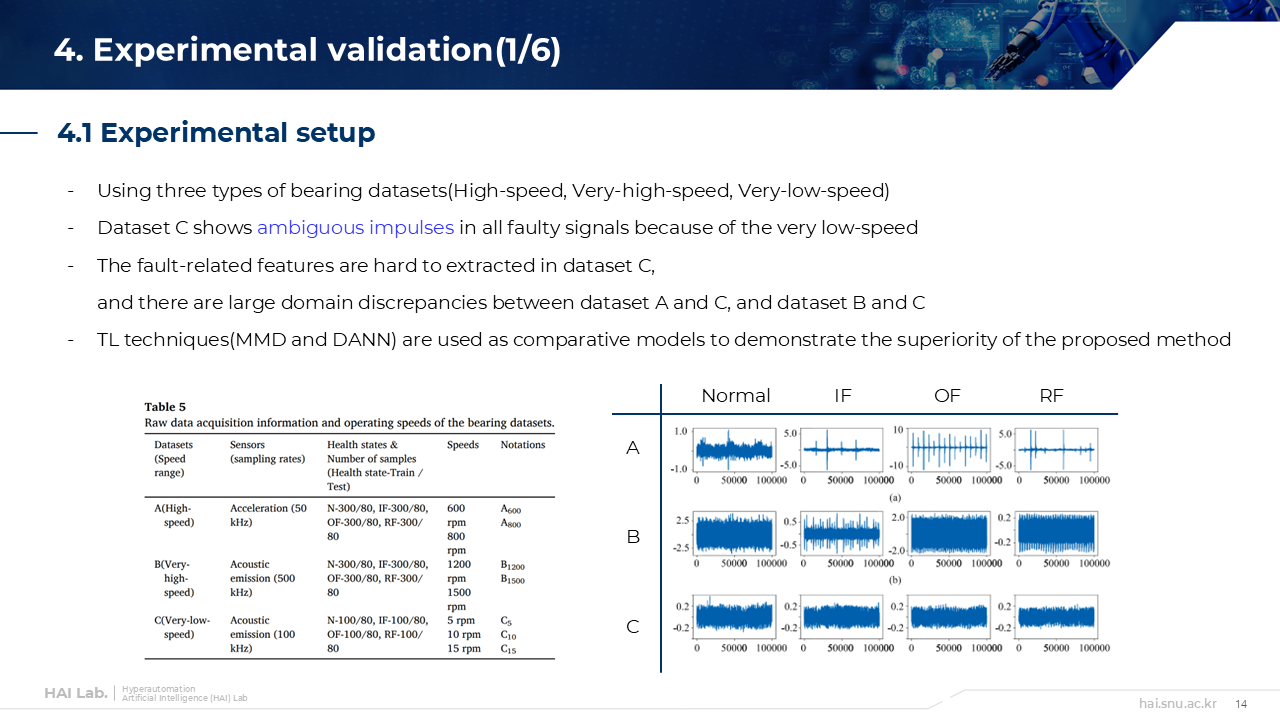 4. Experimental validation(1/6)
4.1 Experimental setup
- Using three types of bearing datasets(High-speed, Very-high-speed, Very-low-speed)
- Dataset C shows ambiguous impulses in all faulty signals because of the very low-speed
- The fault-related features are hard to extracted in dataset C,
and there are large domain discrepancies between dataset A and C, and dataset B and C
- TL techniques(MMD and DANN) are used as comparative models to demonstrate the superiority of the proposed method
Table 5
Raw data acquisition information and operating speeds of the bearing datasets.
Datasets Sensors Health states & Speeds Notations
(Speed (sampling rates) Number of samples
range) (Health state-Train /
Test)
A(High- Acceleration (50 N-300/80, IF-300/80, 600 A600
speed) kHz) OF-300/80, RF-300/ rpm A800
80 800
rpm
B(Very- Acoustic N-300/80, IF-300/80, 1200 B1200
high- emission (500 OF-300/80, RF-300/ rpm B1500
speed) kHz) 80 1500
rpm
C(Very-low- Acoustic N-100/80, IF-100/80, 5 rpm C5
speed) emission (100 OF-100/80, RF-100/ 10 rpm C10
kHz) 80 15 rpm C15
Normal IF OF RF
A
1.0 5.0 10 5.0
-1.0 -5.0 -10 -5.0
0 50000 100000 0 50000 100000 0 50000 100000 0 50000 100000
(a)
B
2.5 0.5 2.0 0.2
-2.5 -0.5 -2.0 -0.2
0 50000 100000 0 50000 100000 0 50000 100000 0 50000 100000
(b)
C
0.2 0.2 0.2 0.2
-0.2 -0.2 -0.2 -0.2
0 50000 100000 0 50000 100000 0 50000 100000 0 50000 100000
HAI Lab. Hyperautomation
Artificial Intelligence (HAI) Lab
hai.snu.ac.kr 14